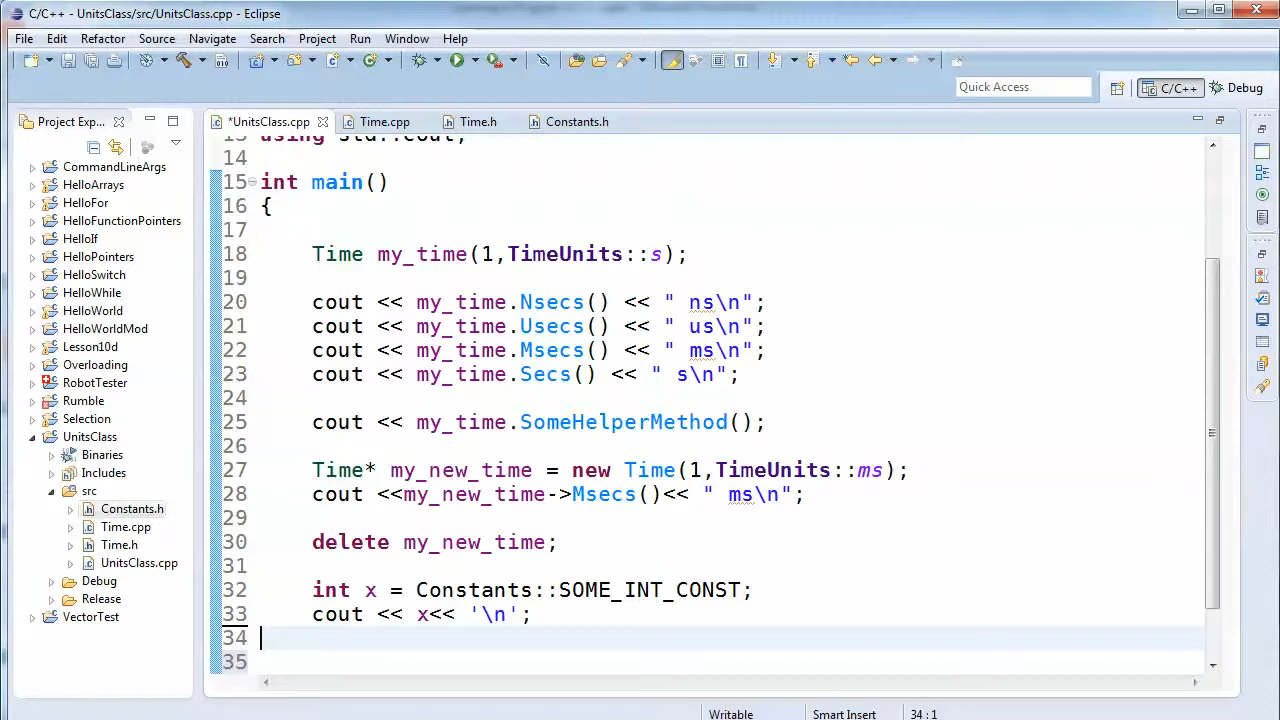 C/C++ - UnitsClass/src/UnitsClass.cpp - Eclipse
File Edit Refactor Source Navigate Search Project Run Window Help
Quick Access C/C++ Debug
Project Exp... *UnitsClass.cpp Time.cpp Time.h Constants.h
CommandLineArgs
HelloArrays
HelloFor
HelloFunctionPointers
HelloIf
HelloPointers
HelloSwitch
HelloWhile
HelloWorld
HelloWorldMod
Lesson10d
Overloading
RobotTester
Rumble
Selection
UnitsClass
Binaries
Includes
src
Constants.h
Time.cpp
Time.h
UnitsClass.cpp
Debug
Release
VectorTest
13 using std::cout;
14
15 int main()
16 {
17
18 Time my_time(1,TimeUnits::s);
19
20 cout << my_time.Nsecs() << " ns\n";
21 cout << my_time.Usecs() << " us\n";
22 cout << my_time.Msecs() << " ms\n";
23 cout << my_time.Secs() << " s\n";
24
25 cout << my_time.SomeHelperMethod();
26
27 Time* my_new_time = new Time(1,TimeUnits::ms);
28 cout <<my_new_time->Msecs()<< " ms\n";
29
30 delete my_new_time;
31
32 int x = Constants::SOME_INT_CONST;
33 cout << x<< '\n';
34
35
Writable Smart Insert 34 : 1